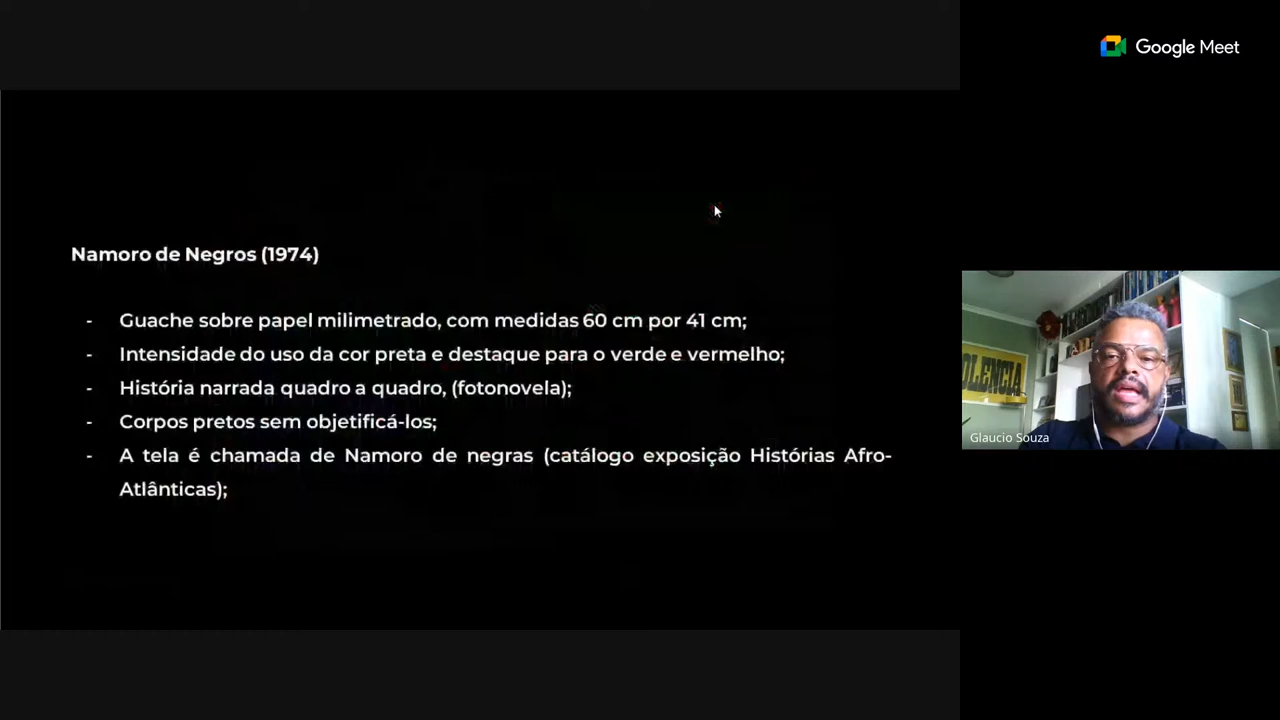 Google Meet
Namoro de Negros (1974)
- Guache sobre papel milimetrado, com medidas 60 cm por 41 cm;
- Intensidade do uso da cor preta e destaque para o verde e vermelho;
- História narrada quadro a quadro, (fotonovela);
- Corpos pretos sem objetificá-los;
- A tela é chamada de Namoro de negras (catálogo exposição Histórias Afro-
Atlânticas);
OLENCIA
Glaucio Souza